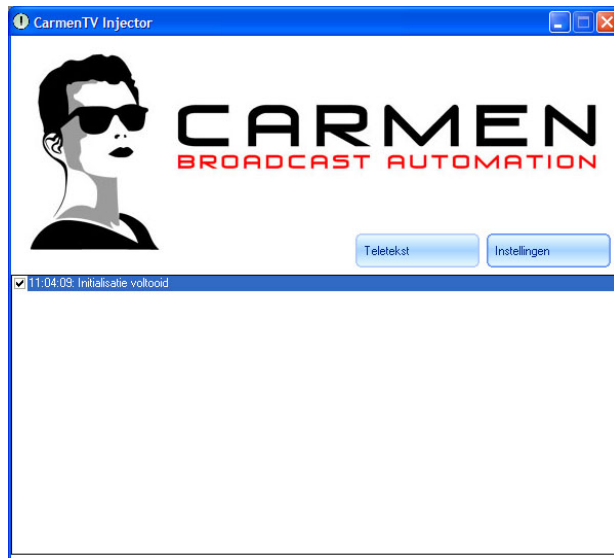 CarmenTV Injector
CARMEN
BROADCAST AUTOMATION
Teletekst
Instellingen
11:04:09: Initialisatie voltooid